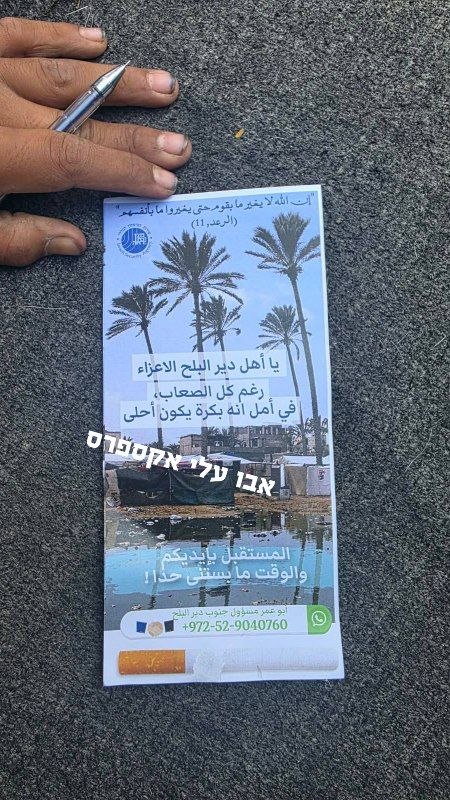 "إن الله لا يغير ما بقوم حتى يغيروا ما بأنفسهم"
(الرعد, 11)
يا أهل دير البلح الاعزاء
رغم كل الصعاب،
في أمل انه بكرة يكون أحلى
אבו עלי אקספרס
المستقبل بإيديكم
والوقت ما بيستنى حدا !
أبو عمر مسؤول جنوب دير البلح
+972-52-9040760